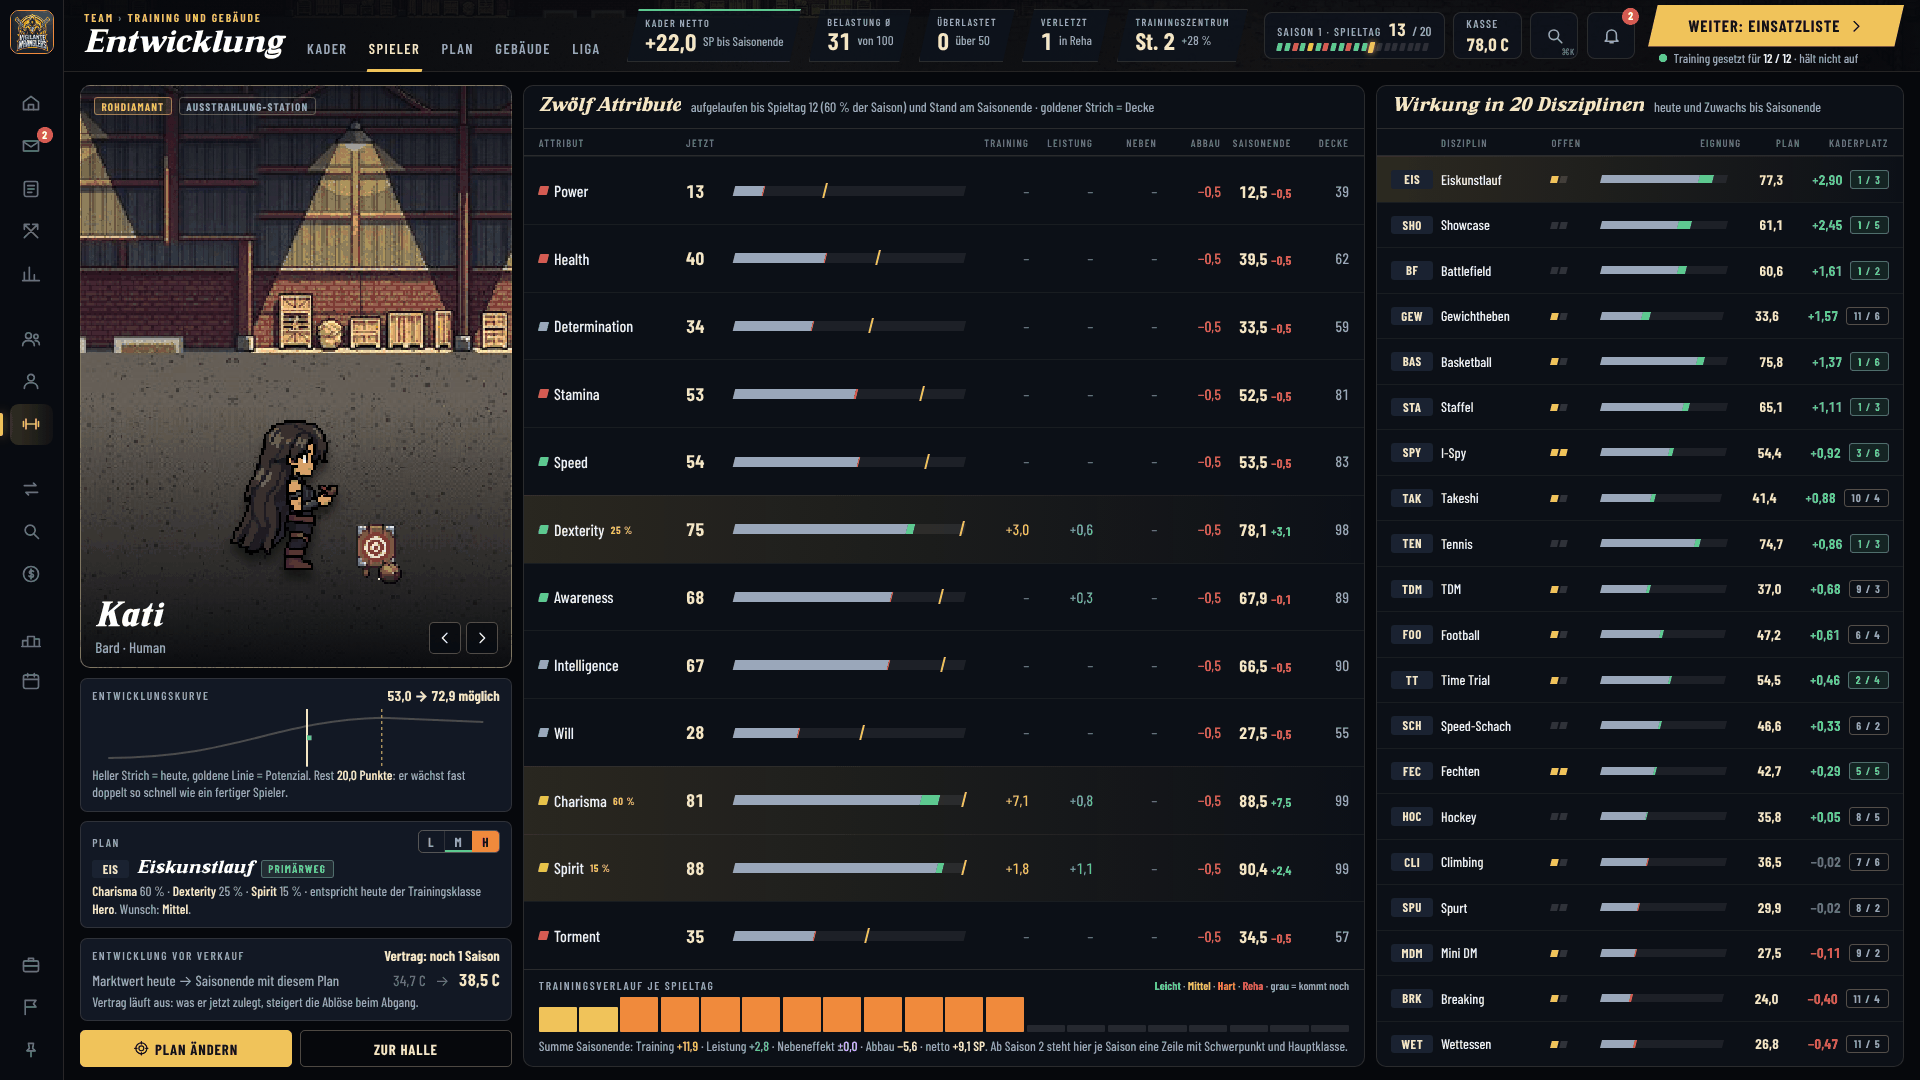 TEAM › TRAINING UND GEBÄUDE
Entwicklung
KADER SPIELER PLAN GEBÄUDE LIGA
KADER NETTO
+22,0 SP bis Saisonende
BELASTUNG Ø
31 von 100
ÜBERLASTET
0 über 50
VERLETZT
1 in Reha
TRAININGSZENTRUM
St. 2 +28 %
SAISON 1 · SPIELTAG 13 / 20
KASSE
78,0 C
⌘K
2
WEITER: EINSATZLISTE
Training gesetzt für 12 / 12 · hält nicht auf
2
ROHDIAMANT AUSSTRAHLUNG-STATION
Kati
Bard · Human
ENTWICKLUNGSKURVE 53,0 → 72,9 möglich
Heller Strich = heute, goldene Linie = Potenzial. Rest 20,0 Punkte: er wächst fast
doppelt so schnell wie ein fertiger Spieler.
PLAN L M H
EIS Eiskunstlauf PRIMÄRWEG
Charisma 60 % · Dexterity 25 % · Spirit 15 % · entspricht heute der Trainingsklasse
Hero. Wunsch: Mittel.
ENTWICKLUNG VOR VERKAUF Vertrag: noch 1 Saison
Marktwert heute → Saisonende mit diesem Plan 34,7 C → 38,5 C
Vertrag läuft aus: was er jetzt zulegt, steigert die Ablöse beim Abgang.
PLAN ÄNDERN ZUR HALLE
Zwölf Attribute aufgelaufen bis Spieltag 12 (60 % der Saison) und Stand am Saisonende · goldener Strich = Decke
ATTRIBUT JETZT TRAINING LEISTUNG NEBEN ABBAU SAISONENDE DECKE
Power 13 – – – −0,5 12,5 −0,5 39
Health 40 – – – −0,5 39,5 −0,5 62
Determination 34 – – – −0,5 33,5 −0,5 59
Stamina 53 – – – −0,5 52,5 −0,5 81
Speed 54 – – – −0,5 53,5 −0,5 83
Dexterity 25 % 75 +3,0 +0,6 – −0,5 78,1 +3,1 98
Awareness 68 – +0,3 – −0,5 67,9 −0,1 89
Intelligence 67 – – – −0,5 66,5 −0,5 90
Will 28 – – – −0,5 27,5 −0,5 55
Charisma 60 % 81 +7,1 +0,8 – −0,5 88,5 +7,5 99
Spirit 15 % 88 +1,8 +1,1 – −0,5 90,4 +2,4 99
Torment 35 – – – −0,5 34,5 −0,5 57
TRAININGSVERLAUF JE SPIELTAG Leicht · Mittel · Hart · Reha · grau = kommt noch
Summe Saisonende: Training +11,9 · Leistung +2,8 · Nebeneffekt ±0,0 · Abbau −5,6 · netto +9,1 SP. Ab Saison 2 steht hier je Saison eine Zeile mit Schwerpunkt und Hauptklasse.
Wirkung in 20 Disziplinen heute und Zuwachs bis Saisonende
DISZIPLIN OFFEN EIGNUNG PLAN KADERPLATZ
EIS Eiskunstlauf 77,3 +2,90 1 / 3
SHO Showcase 61,1 +2,45 1 / 5
BF Battlefield 60,6 +1,61 1 / 2
GEW Gewichtheben 33,6 +1,57 11 / 6
BAS Basketball 75,8 +1,37 1 / 6
STA Staffel 65,1 +1,11 1 / 3
SPY I-Spy 54,4 +0,92 3 / 6
TAK Takeshi 41,4 +0,88 10 / 4
TEN Tennis 74,7 +0,86 1 / 3
TDM TDM 37,0 +0,68 9 / 3
FOO Football 47,2 +0,61 6 / 4
TT Time Trial 54,5 +0,46 2 / 4
SCH Speed-Schach 46,6 +0,33 6 / 2
FEC Fechten 42,7 +0,29 5 / 5
HOC Hockey 35,8 +0,05 8 / 5
CLI Climbing 36,5 −0,02 7 / 6
SPU Spurt 29,9 −0,02 8 / 2
MDM Mini DM 27,5 −0,11 9 / 2
BRK Breaking 24,0 −0,40 11 / 4
WET Wettessen 26,8 −0,47 11 / 5